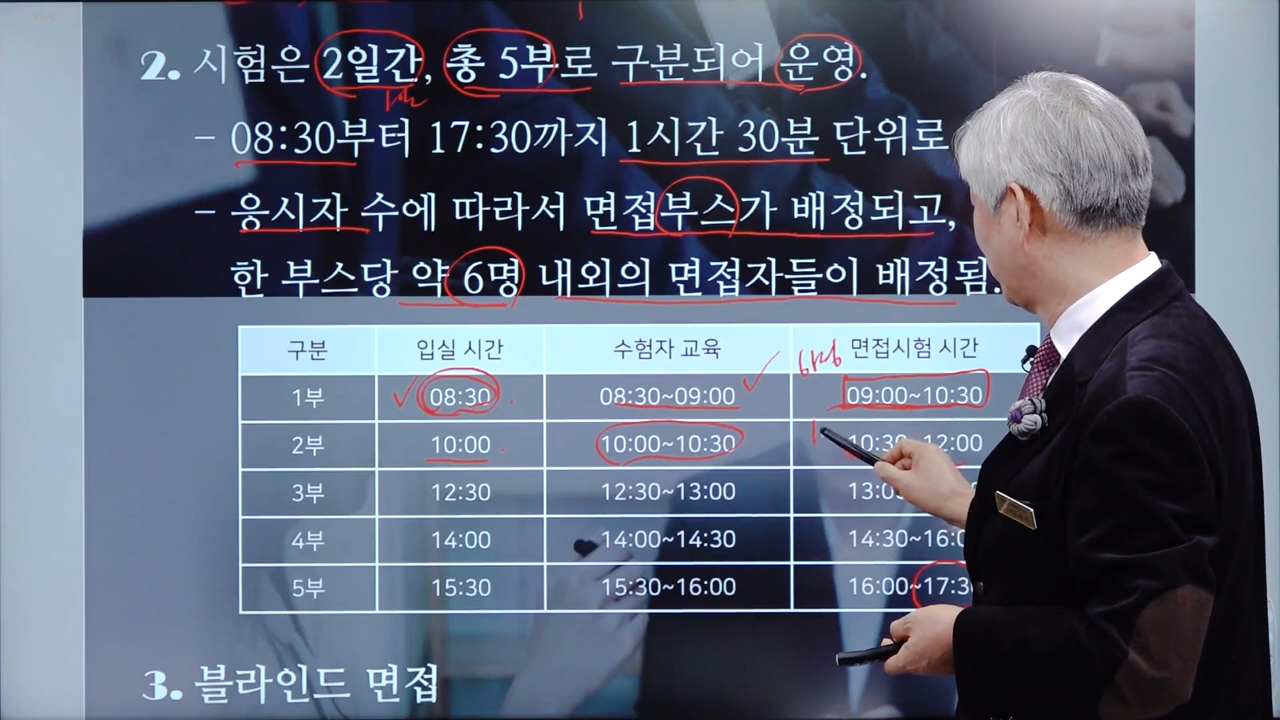 2. 시험은 2일간, 총 5부로 구분되어 운영.
- 08:30부터 17:30까지 1시간 30분 단위로
- 응시자 수에 따라서 면접부스가 배정되고,
한 부스당 약 6명 내외의 면접자들이 배정됨.
구분 입실 시간 수험자 교육 면접시험 시간
1부 08:30 08:30~09:00 09:00~10:30
2부 10:00 10:00~10:30 10:30~12:00
3부 12:30 12:30~13:00
4부 14:00 14:00~14:30 14:30~16:0
5부 15:30 15:30~16:00 16:00~17:3
3. 블라인드 면접